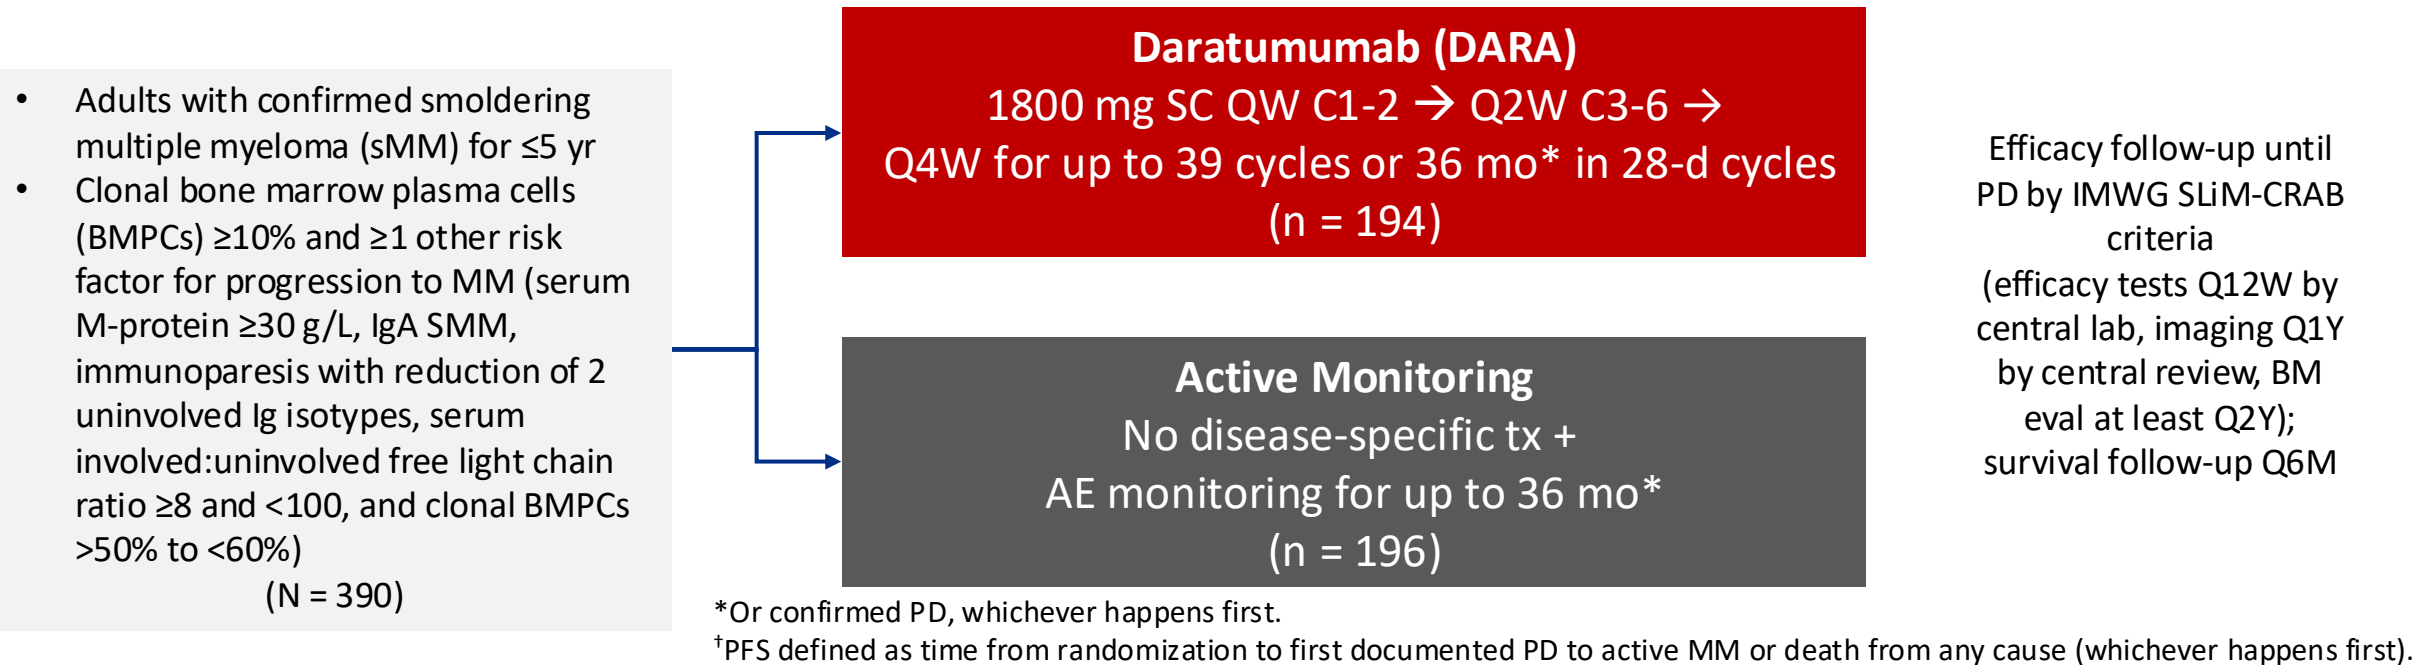 • Adults with confirmed smoldering
multiple myeloma (sMM) for ≤5 yr
• Clonal bone marrow plasma cells
(BMPCs) ≥10% and ≥1 other risk
factor for progression to MM (serum
M-protein ≥30 g/L, IgA SMM,
immunoparesis with reduction of 2
uninvolved Ig isotypes, serum
involved:uninvolved free light chain
ratio ≥8 and <100, and clonal BMPCs
>50% to <60%)
(N = 390)
Daratumumab (DARA)
1800 mg SC QW C1-2 → Q2W C3-6 →
Q4W for up to 39 cycles or 36 mo* in 28-d cycles
(n = 194)
Active Monitoring
No disease-specific tx +
AE monitoring for up to 36 mo*
(n = 196)
Efficacy follow-up until
PD by IMWG SLiM-CRAB
criteria
(efficacy tests Q12W by
central lab, imaging Q1Y
by central review, BM
eval at least Q2Y);
survival follow-up Q6M
*Or confirmed PD, whichever happens first.
†PFS defined as time from randomization to first documented PD to active MM or death from any cause (whichever happens first).